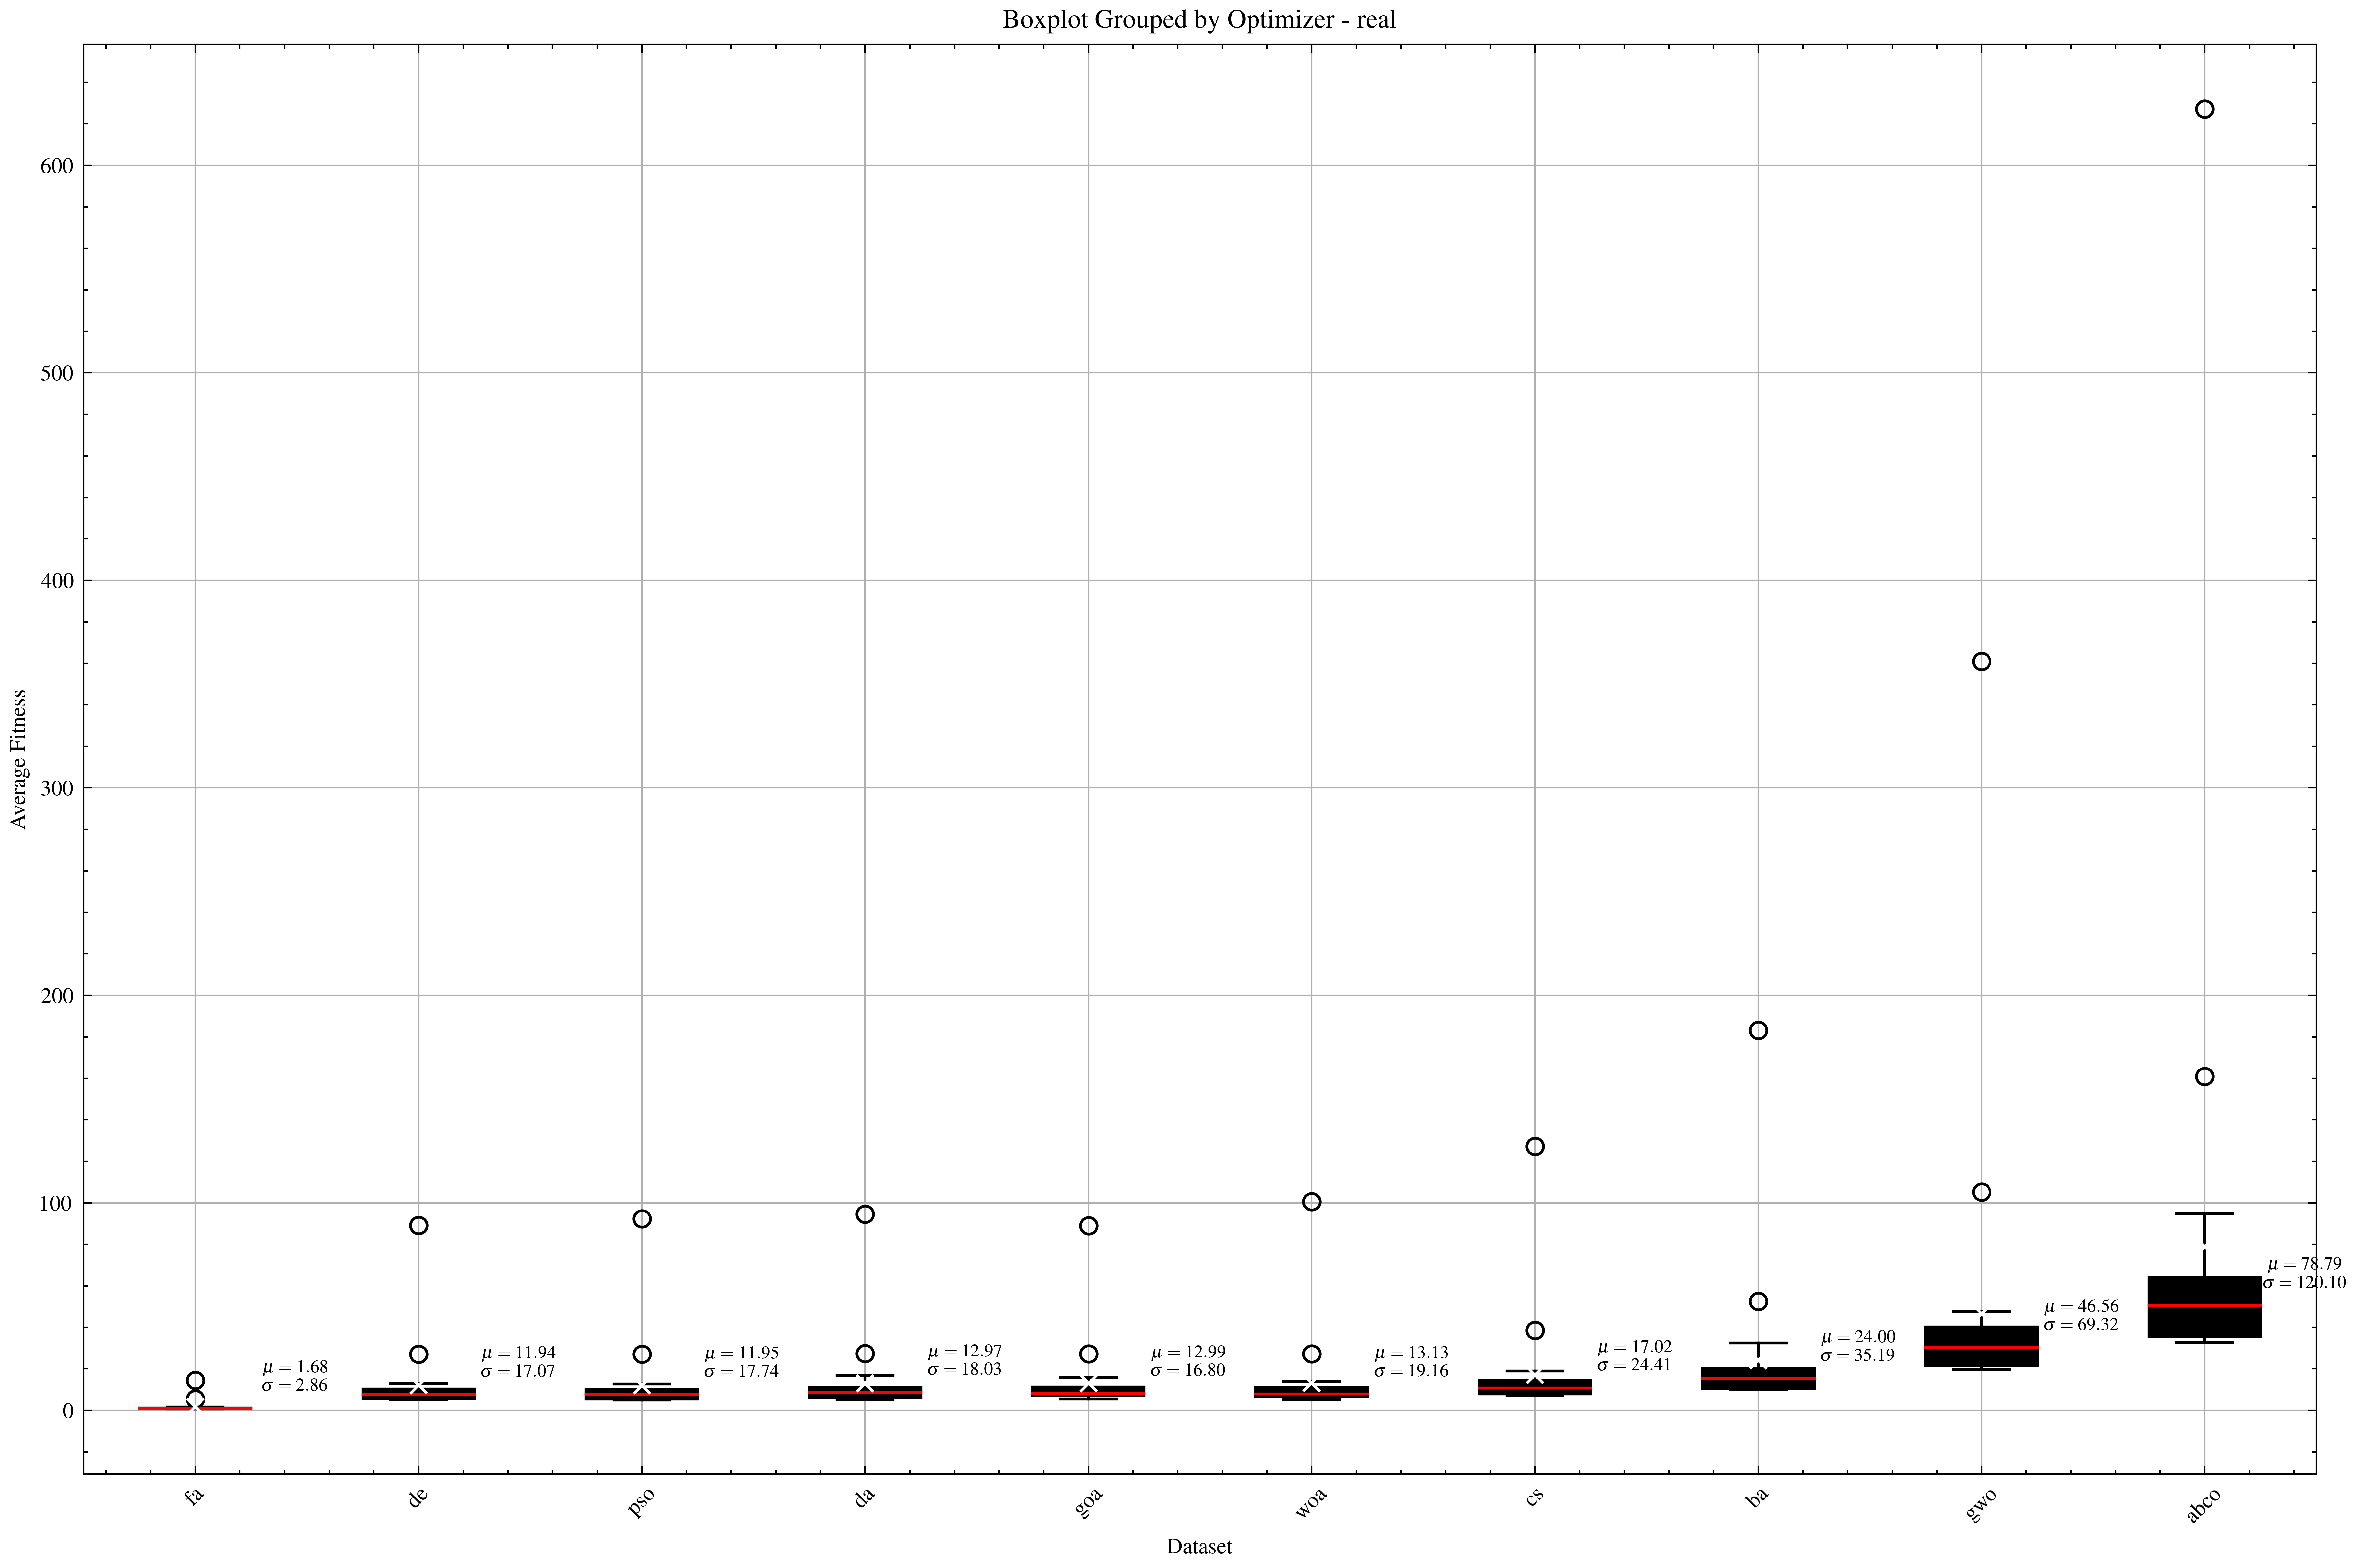 Boxplot Grouped by Optimizer - real
Average Fitness
600
500
400
300
200
100
0
μ = 1.68
σ = 2.86
μ = 11.94
σ = 17.07
μ = 11.95
σ = 17.74
μ = 12.97
σ = 18.03
μ = 12.99
σ = 16.80
μ = 13.13
σ = 19.16
μ = 17.02
σ = 24.41
μ = 24.00
σ = 35.19
μ = 46.56
σ = 69.32
μ = 78.79
σ = 120.10
fa
de
pso
da
goa
woa
cs
ba
gwo
abco
Dataset